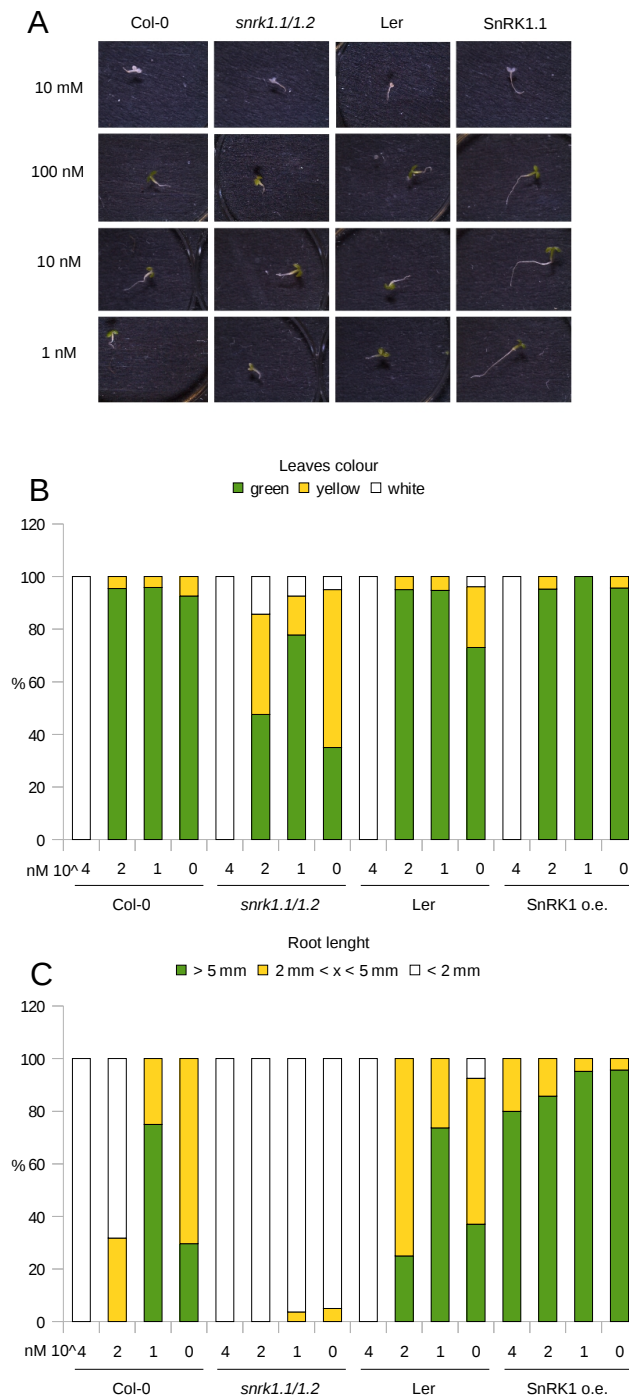 A
Col-0 snrk1.1/1.2 Ler SnRK1.1
10 mM
100 nM
10 nM
1 nM
B
Leaves colour
green yellow white
120
100
80
% 60
40
20
0
nM 10^ 4 2 1 0 4 2 1 0 4 2 1 0 4 2 1 0
Col-0 snrk1.1/1.2 Ler SnRK1 o.e.
C
Root lenght
> 5 mm 2 mm < x < 5 mm < 2 mm
120
100
80
% 60
40
20
0
nM 10^ 4 2 1 0 4 2 1 0 4 2 1 0 4 2 1 0
Col-0 snrk1.1/1.2 Ler SnRK1 o.e.